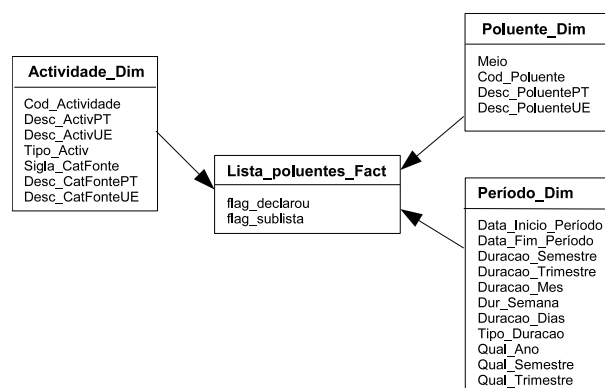 Actividade_Dim
Cod_Actividade
Desc_ActivPT
Desc_ActivUE
Tipo_Activ
Sigla_CatFonte
Desc_CatFontePT
Desc_CatFonteUE
Lista_poluentes_Fact
flag_declarou
flag_sublista
Poluente_Dim
Meio
Cod_Poluente
Desc_PoluentePT
Desc_PoluenteUE
Período_Dim
Data_Inicio_Período
Data_Fim_Período
Duracao_Semestre
Duracao_Trimestre
Duracao_Mes
Dur_Semana
Duracao_Dias
Tipo_Duracao
Qual_Ano
Qual_Semestre
Qual_Trimestre